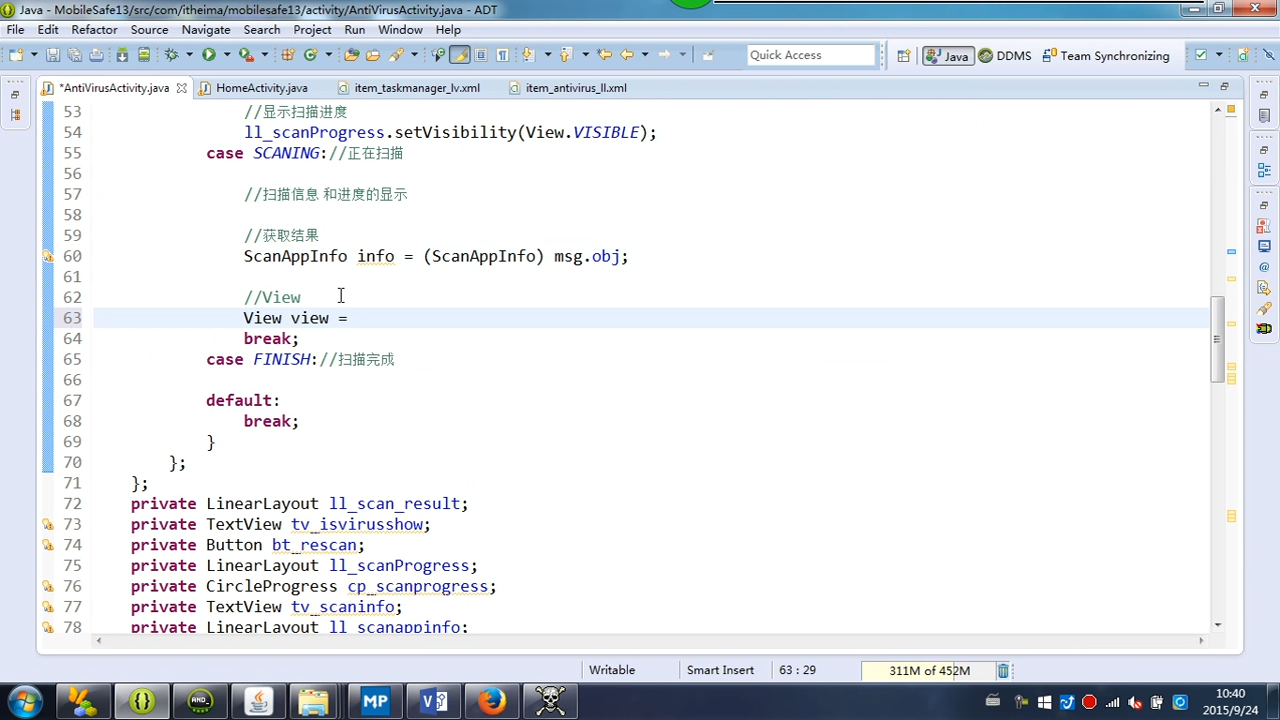 Java - MobileSafe13/src/com/itheima/mobilesafe13/activity/AntiVirusActivity.java - ADT
File Edit Refactor Source Navigate Search Project Run Window Help
Quick Access
Java
DDMS
Team Synchronizing
*AntiVirusActivity.java
HomeActivity.java
item_taskmanager_lv.xml
item_antivirus_ll.xml
53 //显示扫描进度
54 ll_scanProgress.setVisibility(View.VISIBLE);
55 case SCANING://正在扫描
56
57 //扫描信息 和进度的显示
58
59 //获取结果
60 ScanAppInfo info = (ScanAppInfo) msg.obj;
61
62 //View
63 View view =
64 break;
65 case FINISH://扫描完成
66
67 default:
68 break;
69 }
70 };
71 };
72 private LinearLayout ll_scan_result;
73 private TextView tv_isvirusshow;
74 private Button bt_rescan;
75 private LinearLayout ll_scanProgress;
76 private CircleProgress cp_scanprogress;
77 private TextView tv_scaninfo;
78 private LinearLayout ll_scanappinfo;
Writable
Smart Insert
63 : 29
311M of 452M
10:40
2015/9/24